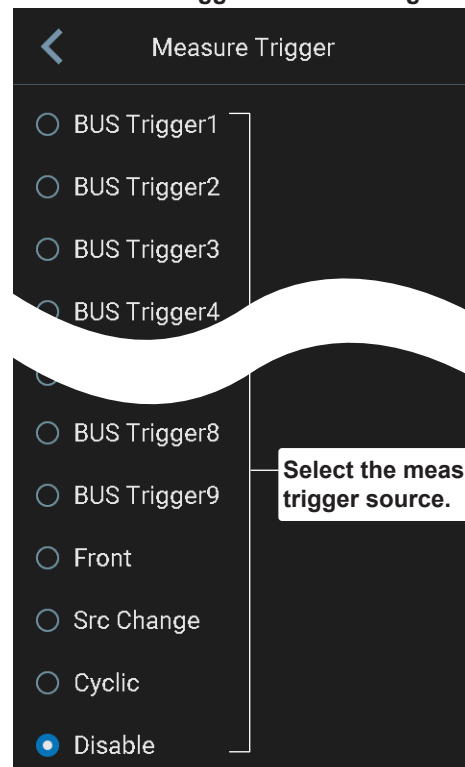 Measure Trigger
BUS Trigger1
BUS Trigger2
BUS Trigger3
BUS Trigger4
BUS Trigger8
BUS Trigger9
Select the meas
trigger source.
Front
Src Change
Cyclic
Disable